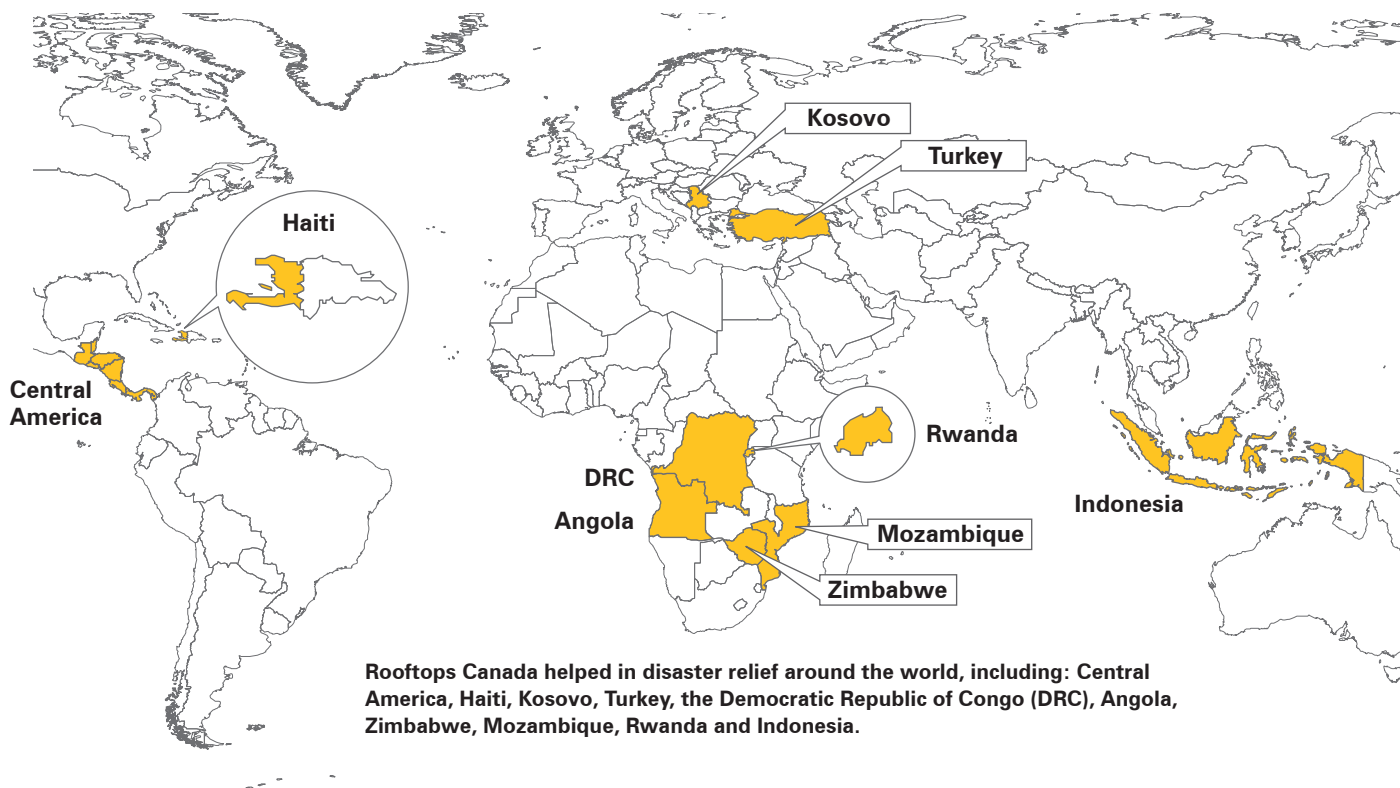 Kosovo
Turkey
Haiti
Central
America
DRC
Rwanda
Angola
Indonesia
Mozambique
Zimbabwe
Rooftops Canada helped in disaster relief around the world, including: Central
America, Haiti, Kosovo, Turkey, the Democratic Republic of Congo (DRC), Angola,
Zimbabwe, Mozambique, Rwanda and Indonesia.